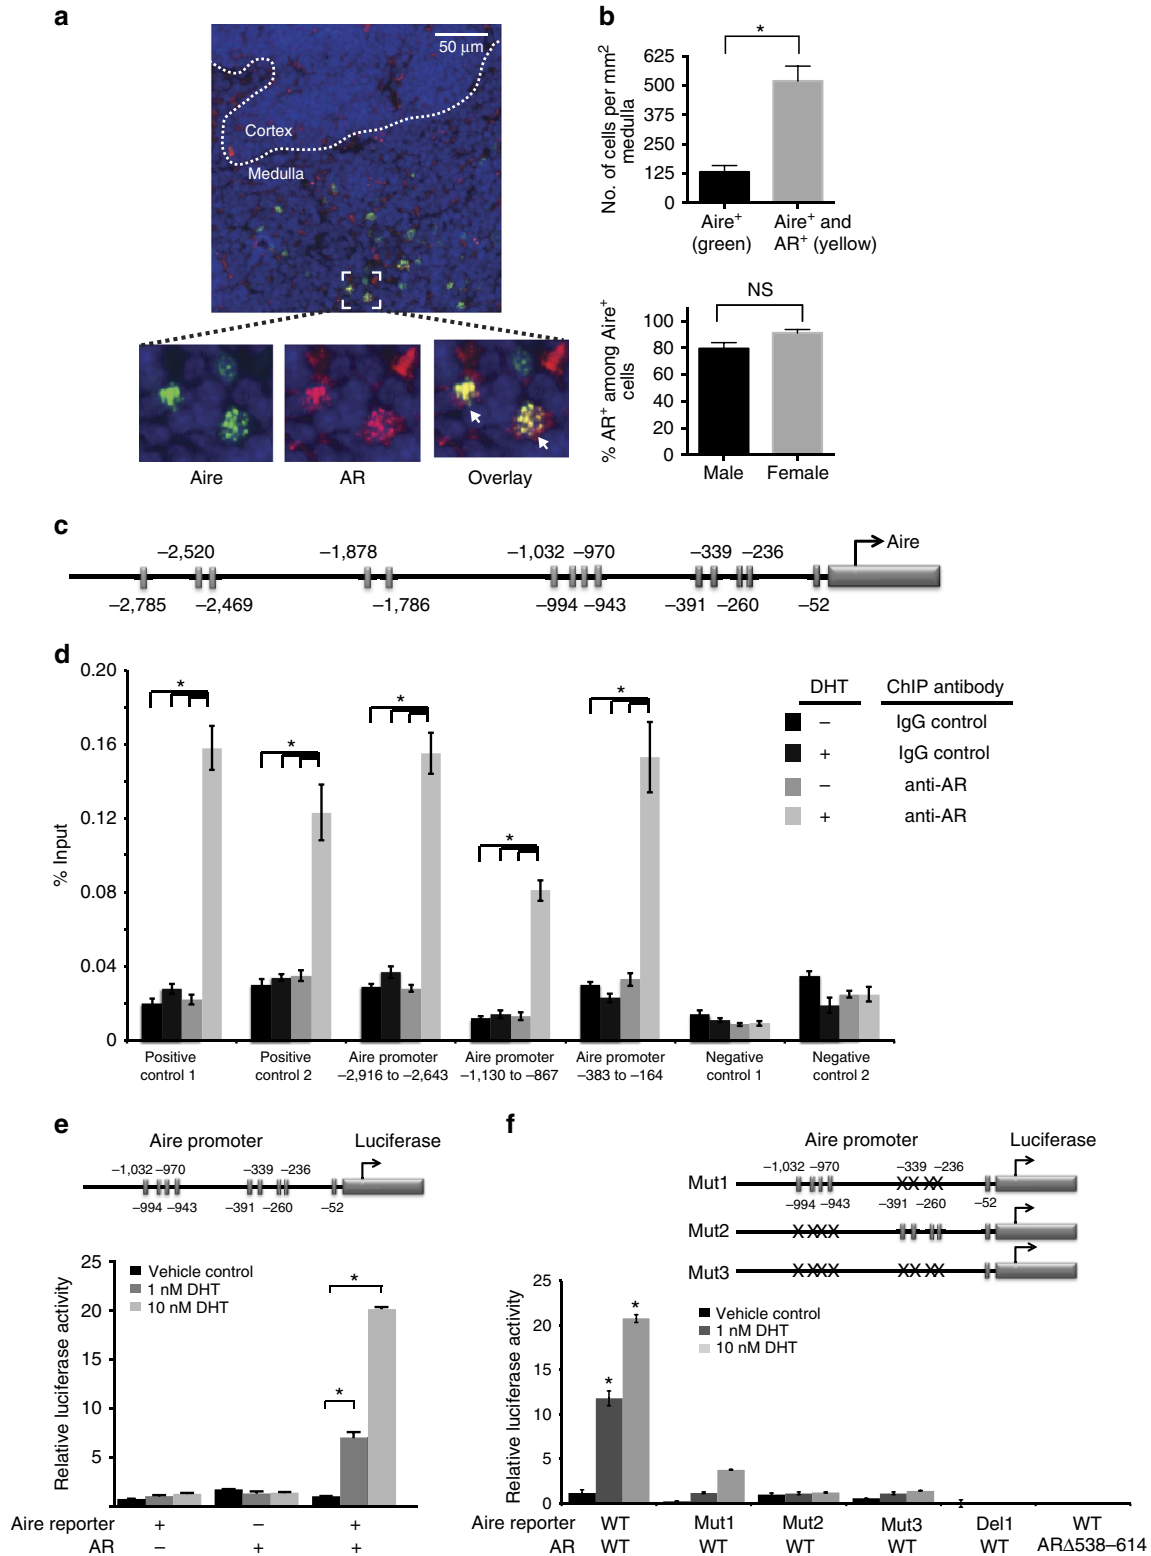 a
50 μm
Cortex
Medulla
Aire
AR
Overlay
b
No. of cells per mm²
medulla
625
500
375
250
125
0
*
Aire⁺
(green)
Aire⁺ and
AR⁺ (yellow)
% AR⁺ among Aire⁺
cells
100
80
60
40
20
0
NS
Male
Female
c
–2,520
–1,878
–1,032
–970
–339
–236
Aire
–2,785
–2,469
–1,786
–994
–943
–391
–260
–52
d
% Input
0.20
0.16
0.12
0.08
0.04
0
*
*
*
*
*
DHT
ChIP antibody
–
IgG control
+
IgG control
–
anti-AR
+
anti-AR
Positive
control 1
Positive
control 2
Aire promoter
–2,916 to –2,643
Aire promoter
–1,130 to –867
Aire promoter
–383 to –164
Negative
control 1
Negative
control 2
e
Aire promoter
Luciferase
–1,032
–970
–339
–236
–994
–943
–391
–260
–52
Relative luciferase activity
25
20
15
10
5
Vehicle control
1 nM DHT
10 nM DHT
*
*
Aire reporter
+
–
+
AR
–
+
+
f
Aire promoter
Luciferase
–1,032
–970
–339
–236
Mut1
XX XX
–994
–943
–391
–260
–52
Mut2
XXXX
Mut3
XXXX
XX XX
Relative luciferase activity
25
20
15
10
5
0
Vehicle control
1 nM DHT
10 nM DHT
*
*
Aire reporter
WT
Mut1
Mut2
Mut3
Del1
WT
AR
WT
WT
WT
WT
WT
ARΔ538–614